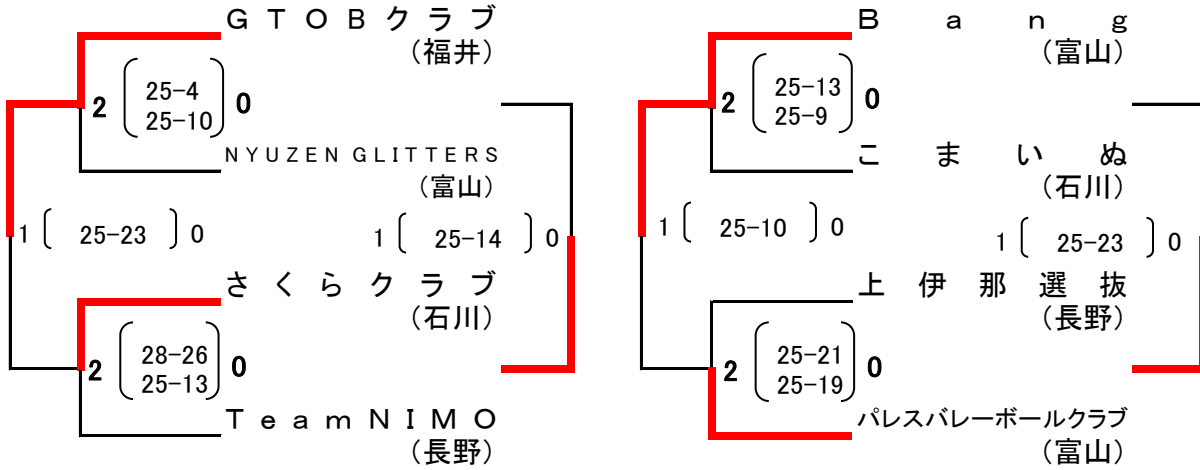 GTOBクラブ
(福井)
2 25-4 0
25-10
NYUZEN GLITTERS
(富山)
1 25-23 0
1 25-14 0
さくらクラブ
(石川)
2 28-26 0
25-13
TeamNIMO
(長野)
Bang
(富山)
2 25-13 0
25-9
こまいぬ
(石川)
1 25-10 0
1 25-23 0
上伊那選抜
(長野)
2 25-21 0
25-19
パレスバレーボールクラブ
(富山)